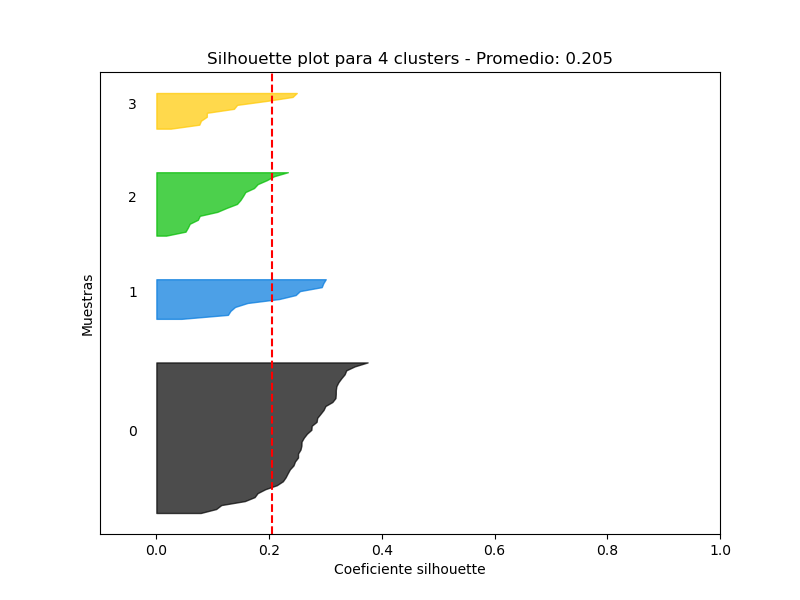 Silhouette plot para 4 clusters - Promedio: 0.205
3
2
1
0
Muestras
0.0 0.2 0.4 0.6 0.8 1.0
Coeficiente silhouette